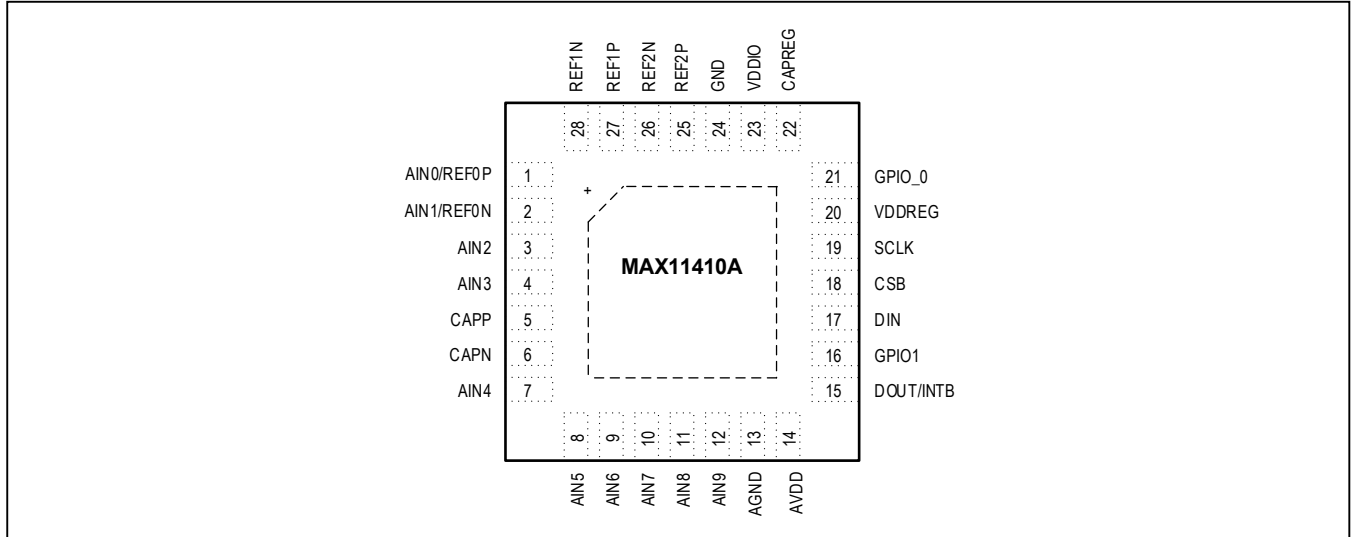 REF1N
REF1P
REF2N
REF2P
GND
VDDIO
CAPREG
28
27
26
25
24
23
22
AIN0/REF0P 1
AIN1/REF0N 2
AIN2 3
AIN3 4
CAPP 5
CAPN 6
AIN4 7
+
MAX11410A
21 GPIO_0
20 VDDREG
19 SCLK
18 CSB
17 DIN
16 GPIO1
15 DOUT/INTB
8
9
10
11
12
13
14
AIN5
AIN6
AIN7
AIN8
AIN9
AGND
AVDD